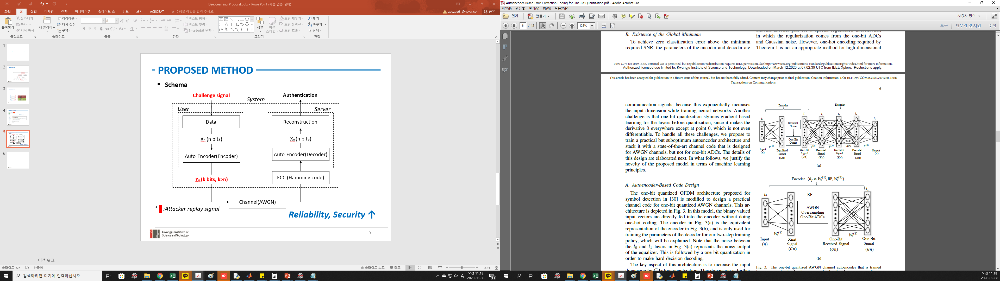 DeepLearning_Proposal.pptx - PowerPoint (제품 인증 실패)
파일 홈 삽입 디자인 전환 애니메이션 슬라이드 쇼 검토 보기 ACROBAT 수행할 작업을 알려 주세요.
zoazoa61@naver.com 공유
붙여넣기
잘라내기
복사
서식 복사
클립보드
새 슬라이드
레이아웃
다시 설정
구역
슬라이드
글꼴
텍스트 방향
텍스트 맞춤
SmartArt로 변환
단락
정렬
빠른 스타일
도형 채우기
도형 윤곽선
도형 효과
그리기
찾기
바꾸기
선택
편집
1
2
3
4
5
6
PROPOSED METHOD
Schema
Challenge signal
Authentication
System
User
Server
Data
Reconstruction
Xn (n bits)
Xn (n bits)
Auto-Encoder(Encoder)
Auto-Encoder(Decoder)
Yn (k bits, k>n)
ECC (Hamming code)
Channel(AWGN)
* :Attacker replay signal
Reliability, Security ↑
Gwangju Institute of
Science and Technology
5
이전 워크
슬라이드 5/6 한국어
슬라이드 노트 메모 100 %
검색하려면 여기에 입력하십시오.
오전 11:18
2020-05-08
Autoencoder-Based Error Correction Coding for One-Bit Quantization.pdf - Adobe Acrobat Pro
파일(F) 편집(E) 보기(V) 창(W) 도움말(H)
열기 만들기 사용자 정의
6 / 12 125%
도구 채우기 및 서명 주석
B. Existence of the Global Minimum
To achieve zero classification error above the minimum
required SNR, the parameters of the encoder and decoder are
encoder-decoder pair for a special regularized autoencoder,
in which the regularization comes from the one-bit ADCs
and Gaussian noise. However, one-hot encoding required by
Theorem 1 is not an appropriate method for high-dimensional
0090-6778 (c) 2019 IEEE. Personal use is permitted, but republication/redistribution requires IEEE permission. See http://www.ieee.org/publications_standards/publications/rights/index.html for more information.
Authorized licensed use limited to: Kwangju Institute of Science and Technology. Downloaded on March 12,2020 at 07:02:39 UTC from IEEE Xplore. Restrictions apply.
This article has been accepted for publication in a future issue of this journal, but has not been fully edited. Content may change prior to final publication. Citation information: DOI 10.1109/TCOMM.2020.2977280, IEEE
Transactions on Communications
6
communication signals, because this exponentially increases
the input dimension while training neural networks. Another
challenge is that one-bit quantization stymies gradient based
learning for the layers before quantization, since it makes the
derivative 0 everywhere except at point 0, which is not even
differentiable. To handle all these challenges, we propose to
train a practical but suboptimum autoencoder architecture and
stack it with a state-of-the-art channel code that is designed
for AWGN channels, but not for one-bit ADCs. The details of
this design are elaborated next. In what follows, we justify the
novelty of the proposed model in terms of machine learning
principles.
A. Autoencoder-Based Code Design
The one-bit quantized OFDM architecture proposed for
symbol detection in [30] is modified to design a practical
channel code for one-bit quantized AWGN channels. This ar-
chitecture is depicted in Fig. 3. In this model, the binary valued
input vectors are directly fed into the encoder without doing
one-hot coding. The encoder in Fig. 3(a) is the equivalent
representation of the encoder in Fig. 3(b), and is only used for
training the parameters of the decoder for our two-step training
policy, which will be explained. Note that the noise between
the l0 and l1 layers in Fig. 3(a) represents the noisy output
of the equalizer. This is followed by a one-bit quantization in
order to make hard decision decoding.
The key aspect of this architecture is to increase the input
dimension by G before quantization. This dimension is further
Encoder Decoder
l0 l1 l2 l3 l4 l5
Residual
Noise
One-Bit
Quant
θ(1) θ(2) θ(3) θ(4) θ(5)
Input
(n)
Equalized
Signal
(Gn)
One-Bit
Signal
(Gn)
Decoded
Signal
(Kn)
Decoded
Signal
(Kn)
Decoded
Signal
(Kn)
Output
(n)
(a)
Encoder (θf ∝ We(1), RF, We(2))
l0 RF l1
AWGN
Oversampling
One-Bit ADCs
We(1) We(2)
Input
(n)
Xmit
Signal
(Gn)
One-Bit
Received Signal
(Gn)
One-Bit
Signal
(Gn)
(b)
Fig. 3. The one-bit quantized AWGN channel autoencoder that is trained
오전 11:18
2020-05-08